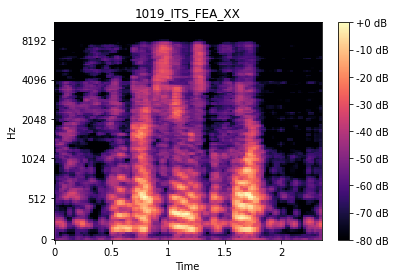 1019_ITS_FEA_XX
+0 dB
8192
-10 dB
4096
-20 dB
-30 dB
2048
Hz
-40 dB
1024
-50 dB
512
-60 dB
-70 dB
0
-80 dB
0
0.5
1
1.5
2
Time